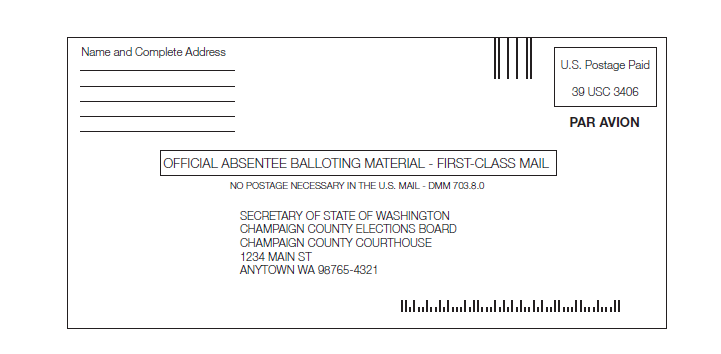 Name and Complete Address
U.S. Postage Paid
39 USC 3406
PAR AVION
OFFICIAL ABSENTEE BALLOTING MATERIAL - FIRST-CLASS MAIL
NO POSTAGE NECESSARY IN THE U.S. MAIL - DMM 703.8.0
SECRETARY OF STATE OF WASHINGTON
CHAMPAIGN COUNTY ELECTIONS BOARD
CHAMPAIGN COUNTY COURTHOUSE
1234 MAIN ST
ANYTOWN WA 98765-4321